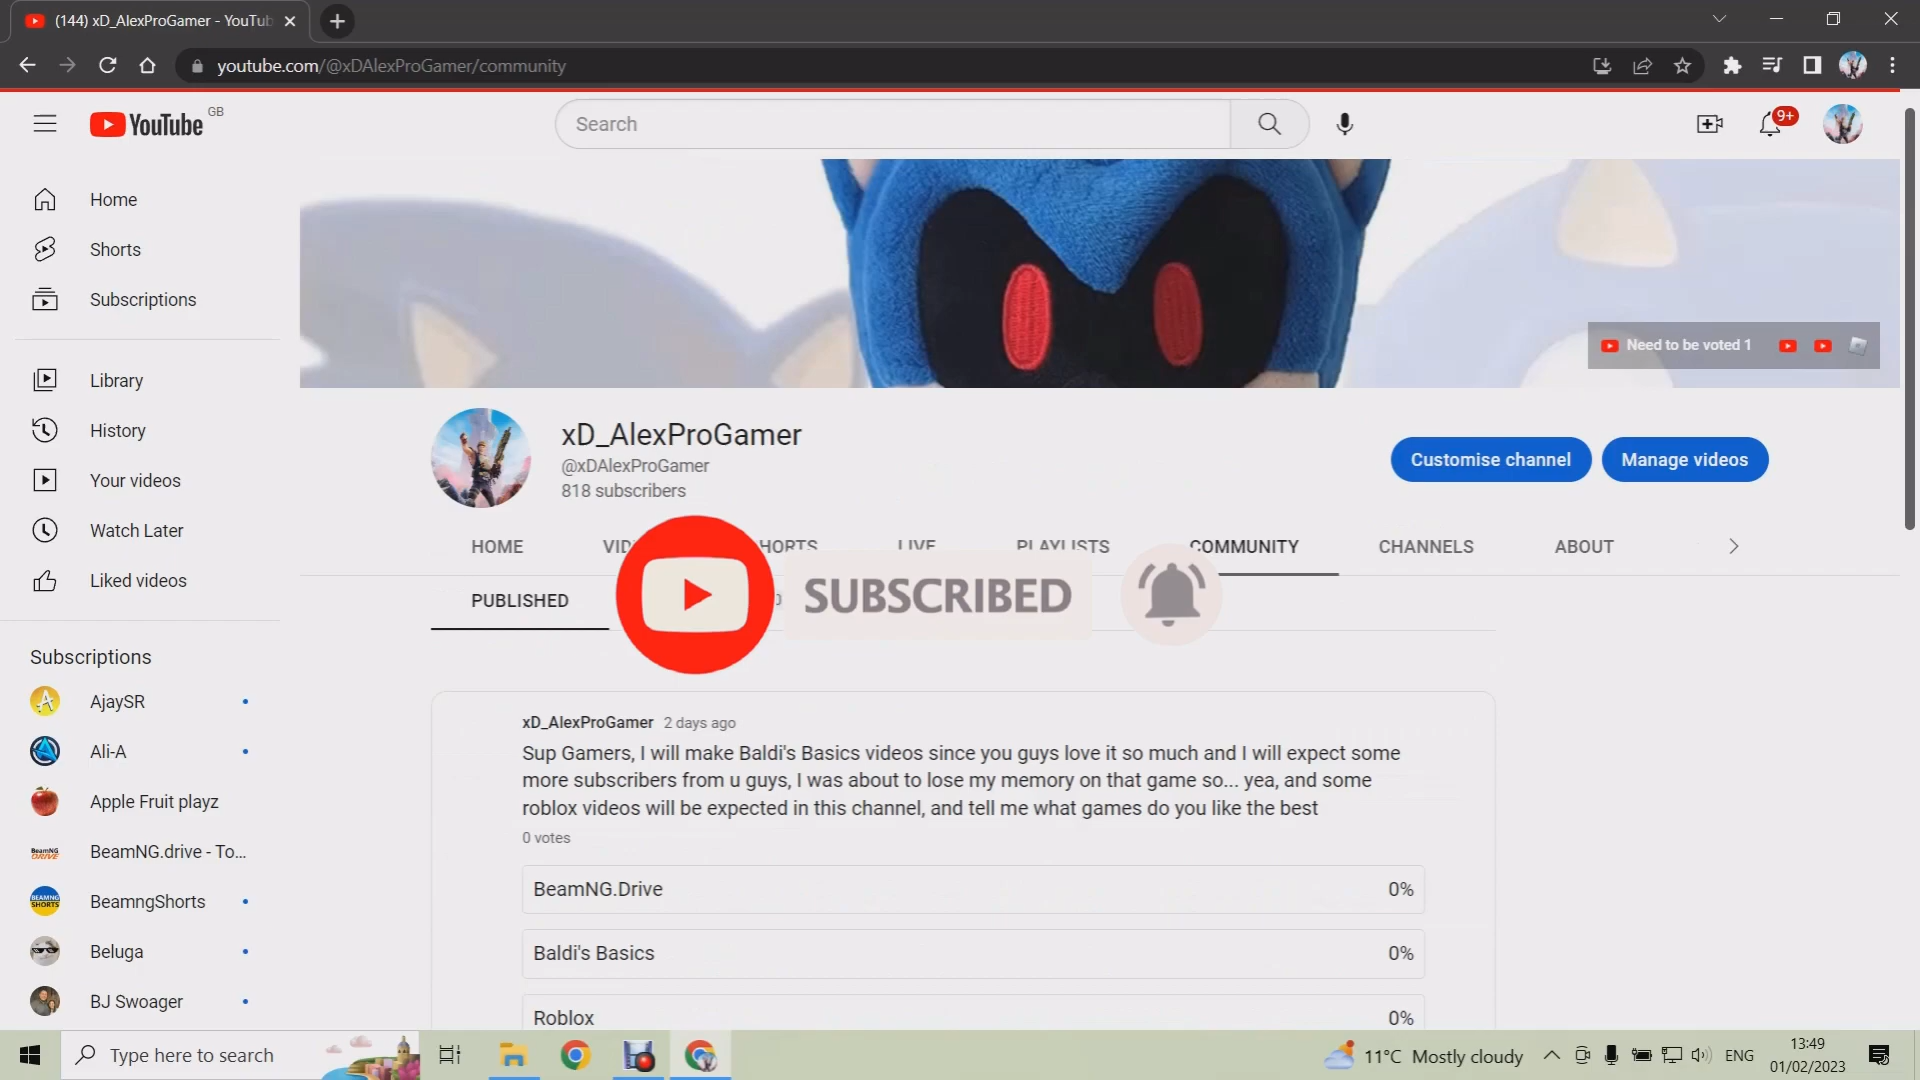 (144) xD_AlexProGamer - YouTub
youtube.com/@xDAlexProGamer/community
YouTube GB
Search
9+
Home
Shorts
Subscriptions
Library
History
Your videos
Watch Later
Liked videos
Subscriptions
AjaySR
Ali-A
Apple Fruit playz
BeamNG.drive - To...
BeamngShorts
Beluga
BJ Swoager
Need to be voted 1
xD_AlexProGamer
@xDAlexProGamer
818 subscribers
Customise channel
Manage videos
HOME VID HORTS LIVE PLAYLISTS COMMUNITY CHANNELS ABOUT
PUBLISHED
SUBSCRIBED
xD_AlexProGamer 2 days ago
Sup Gamers, I will make Baldi's Basics videos since you guys love it so much and I will expect some
more subscribers from u guys, I was about to lose my memory on that game so... yea, and some
roblox videos will be expected in this channel, and tell me what games do you like the best
0 votes
BeamNG.Drive 0%
Baldi's Basics 0%
Roblox 0%
Type here to search
11°C Mostly cloudy
ENG
13:49
01/02/2023